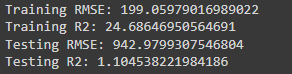 Training RMSE: 199.05979016989022
Training R2: 24.68646950564691
Testing RMSE: 942.9799307546804
Testing R2: 1.104538221984186